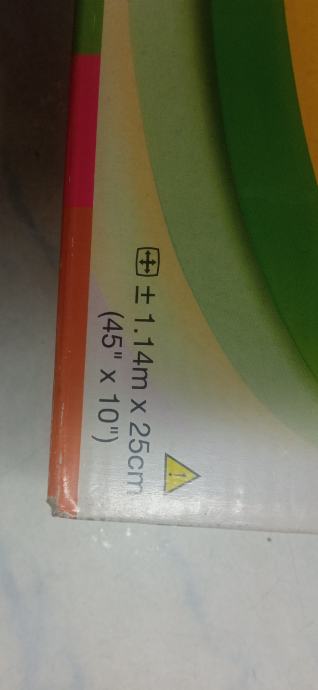 ± 1.14m x 25cm
(45" x 10")